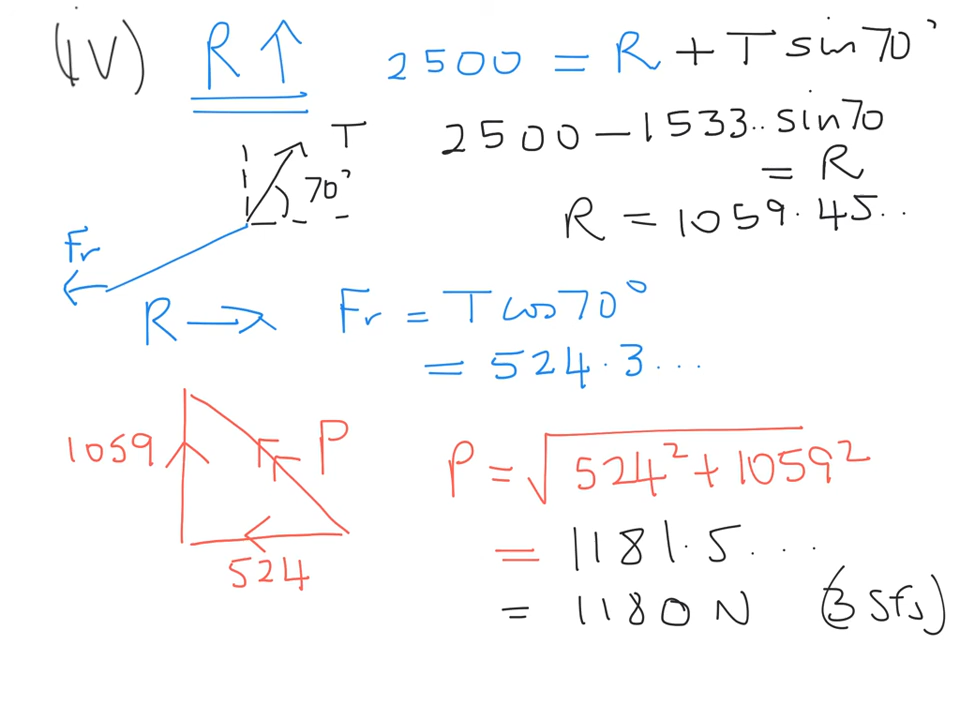 (iv) R ↑ 2500 = R + T sin 70°
2500 − 1533.. sin 70
= R
R = 1059.45..
T
70°
Fr
R → Fr = T cos 70°
= 524.3...
1059
P
524
P = √(524² + 1059²)
= 1181.5...
= 1180 N (3 sfs)